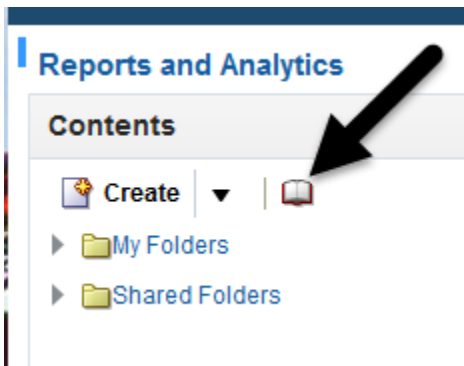 Reports and Analytics
Contents
Create
My Folders
Shared Folders